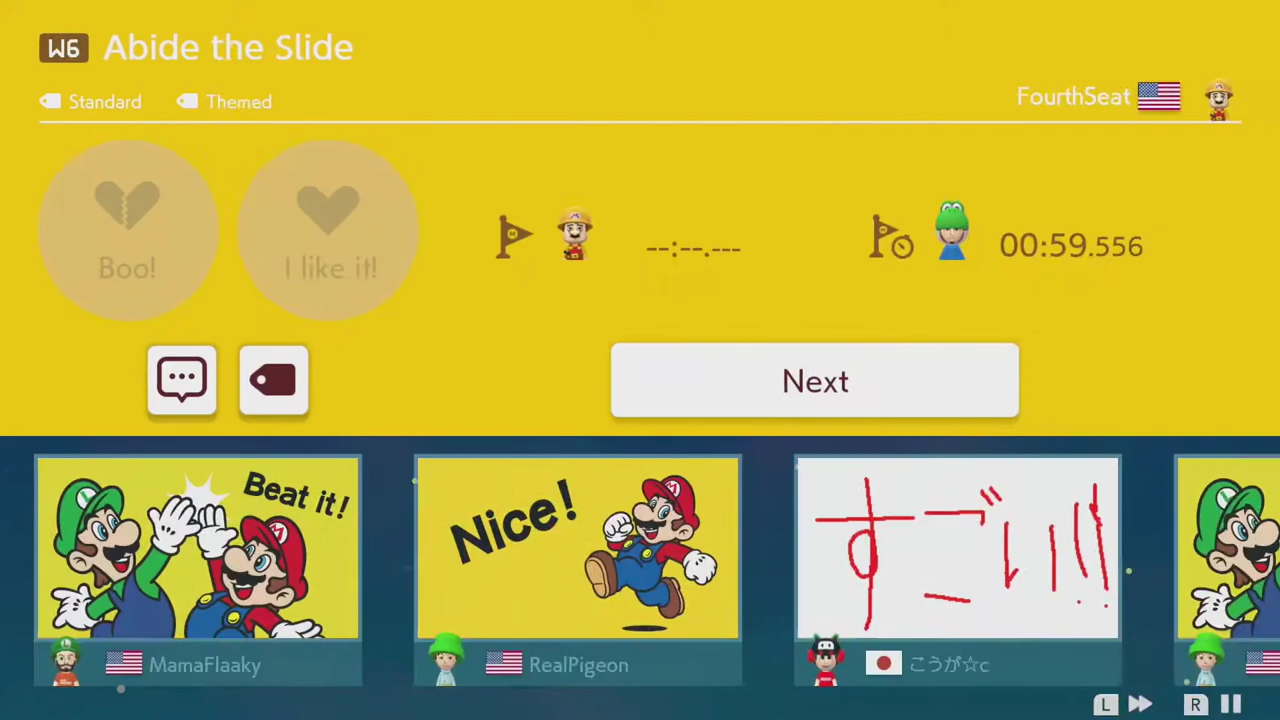 W6 Abide the Slide
Standard Themed
FourthSeat
Boo!
I like it!
--:--.---
00:59.556
Next
Beat it!
Nice!
すごい!!!
MamaFlaaky
RealPigeon
こうが☆c
L
R